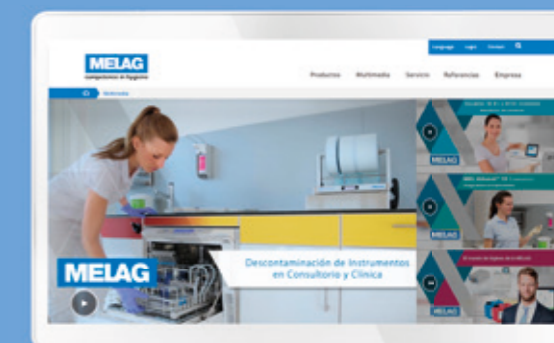 Language Login Contact
MELAG
competence in hygiene
Productos Multimedia Servicio Referencias Empresa
Multimedia
MELAG
MELAG
MELAG
Descontaminación de Instrumentos
en Consultorio y Clínica
MELAG